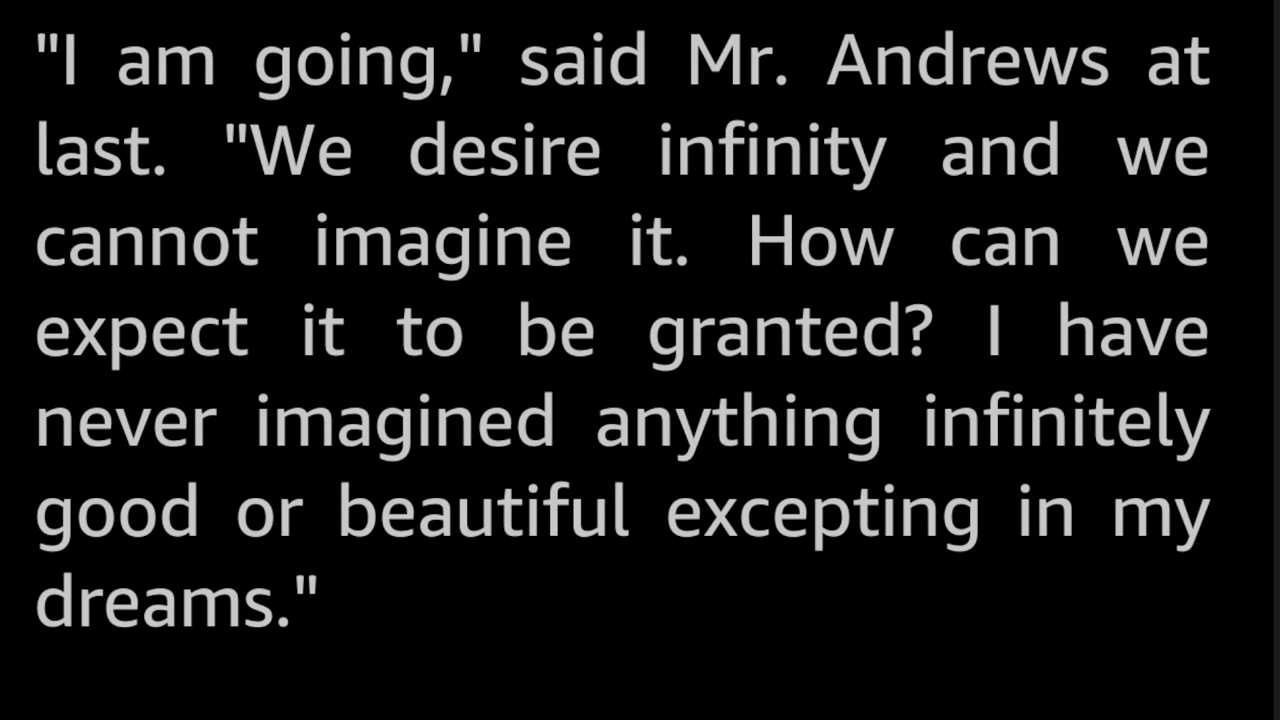 "I am going," said Mr. Andrews at
last. "We desire infinity and we
cannot imagine it. How can we
expect it to be granted? I have
never imagined anything infinitely
good or beautiful excepting in my
dreams."